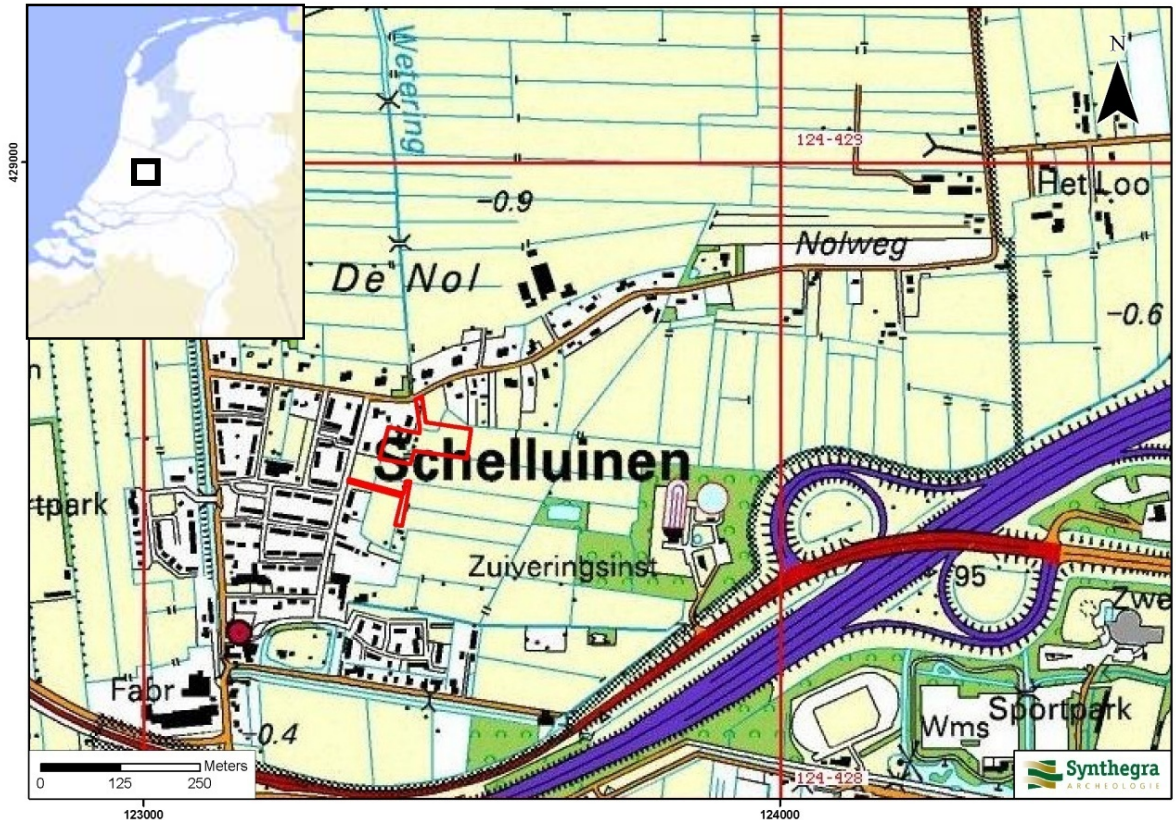 Wetering
N
124-429
429000
Het Loo
-0.9
Nolweg
De Nol
-0.6
Schelluinen
rtpark
Zuiveringsinst
95
Zwe
Fabr
Sportpark
Wms
-0.4
Meters
0 125 250
124-428
Synthegra
ARCHEOLOGIE
123000
124000